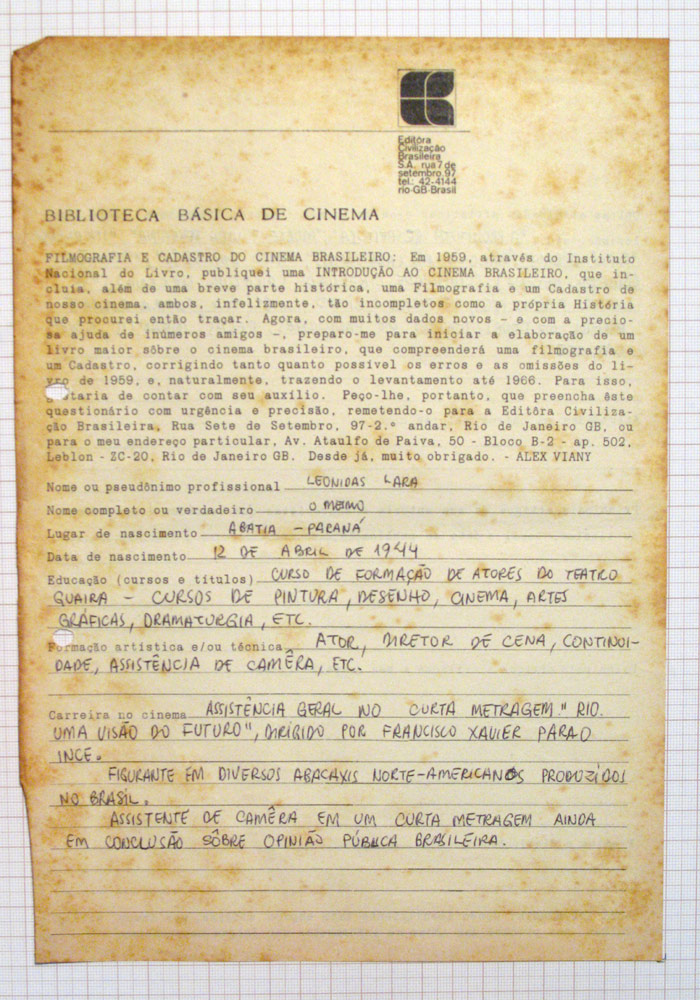 Editôra
Civilização
Brasileira
S.A. rua 7 de
setembro, 97
tel.: 42-4144
rio-GB-Brasil
BIBLIOTECA BÁSICA DE CINEMA
FILMOGRAFIA E CADASTRO DO CINEMA BRASILEIRO: Em 1959, através do Instituto
Nacional do Livro, publiquei uma INTRODUÇÃO AO CINEMA BRASILEIRO, que in-
cluia, além de uma breve parte histórica, uma Filmografia e um Cadastro de
nosso cinema, ambos, infelizmente, tão incompletos como a própria História
que procurei então traçar. Agora, com muitos dados novos - e com a precio-
sa ajuda de inúmeros amigos -, preparo-me para iniciar a elaboração de um
livro maior sôbre o cinema brasileiro, que compreenderá uma filmografia e
um Cadastro, corrigindo tanto quanto possível os erros e as omissões do li-
vro de 1959, e, naturalmente, trazendo o levantamento até 1966. Para isso,
taria de contar com seu auxílio. Peço-lhe, portanto, que preencha êste
questionário com urgência e precisão, remetendo-o para a Editôra Civiliza-
ção Brasileira, Rua Sete de Setembro, 97-2.º andar, Rio de Janeiro GB, ou
para o meu endereço particular, Av. Ataulfo de Paiva, 50 - Bloco B-2 - ap. 502,
Leblon - ZC-20, Rio de Janeiro GB. Desde já, muito obrigado. - ALEX VIANY
Nome ou pseudônimo profissional LEONIDAS LARA
Nome completo ou verdadeiro O MESMO
Lugar de nascimento ABATIA - PARANÁ
Data de nascimento 12 DE ABRIL DE 1944
Educação (cursos e títulos) CURSO DE FORMAÇÃO DE ATORES DO TEATRO
GUAIRA - CURSOS DE PINTURA, DESENHO, CINEMA, ARTES
GRÁFICAS, DRAMATURGIA, ETC.
Formação artística e/ou técnica ATOR, DIRETOR DE CENA, CONTINUI-
DADE, ASSISTÊNCIA DE CAMÊRA, ETC.
Carreira no cinema ASSISTÊNCIA GERAL NO CURTA METRAGEM "RIO
UMA VISÃO DO FUTURO", DIRIGIDO POR FRANCISCO XAVIER PARAO
INCE.
FIGURANTE EM DIVERSOS ABACAXIS NORTE-AMERICANOS PRODUZIDOS
NO BRASIL.
ASSISTENTE DE CAMÊRA EM UM CURTA METRAGEM AINDA
EM CONCLUSÃO SÔBRE OPINIÃO PÚBLICA BRASILEIRA.